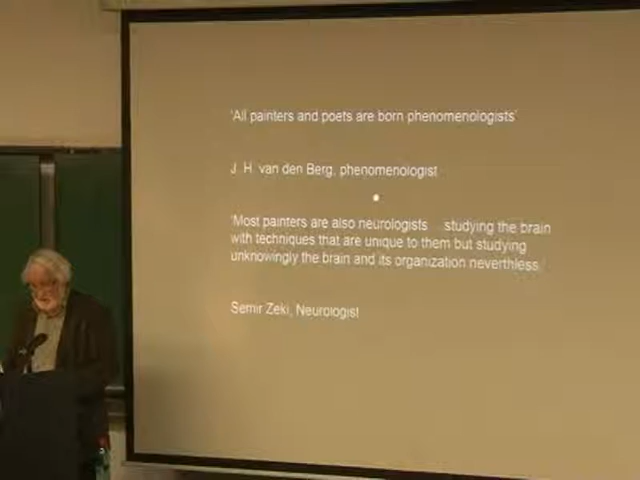 'All painters and poets are born phenomenologists'
J. H. van den Berg, phenomenologist
'Most painters are also neurologists studying the brain
with techniques that are unique to them but studying
unknowingly the brain and its organization nevertheless
Semir Zeki, Neurologist